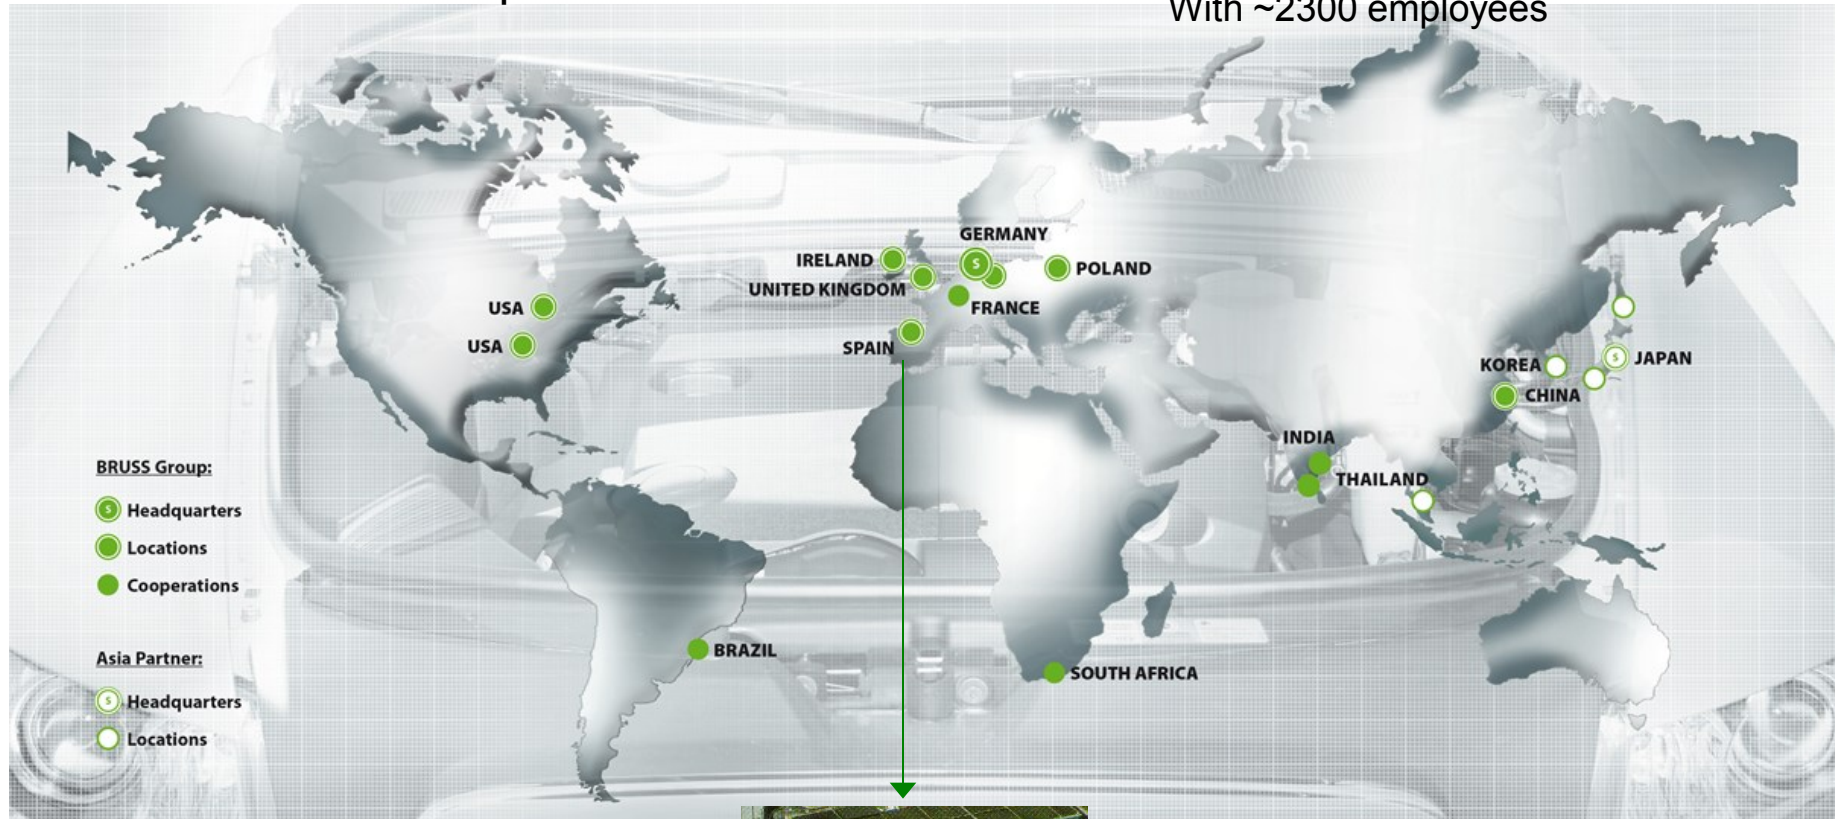 With ~2300 employees
GERMANY
IRELAND
POLAND
UNITED KINGDOM
FRANCE
USA
USA
SPAIN
KOREA
S JAPAN
CHINA
INDIA
THAILAND
BRUSS Group:
S Headquarters
Locations
Cooperations
BRAZIL
SOUTH AFRICA
Asia Partner:
S Headquarters
Locations
S